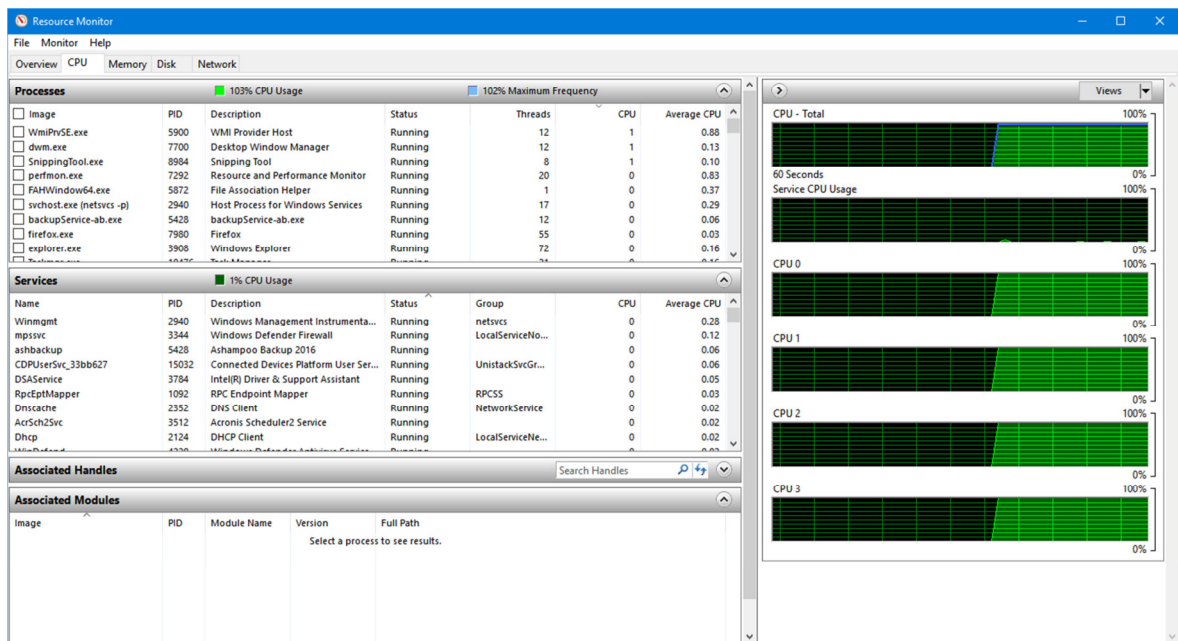 Resource Monitor
File Monitor Help
Overview CPU Memory Disk Network
Processes 103% CPU Usage 102% Maximum Frequency
Image PID Description Status Threads CPU Average CPU
WmiPrvSE.exe 5900 WMI Provider Host Running 12 1 0.88
dwm.exe 7700 Desktop Window Manager Running 12 1 0.13
SnippingTool.exe 8984 Snipping Tool Running 8 1 0.10
perfmon.exe 7292 Resource and Performance Monitor Running 20 0 0.83
FAHWindow64.exe 5872 File Association Helper Running 1 0 0.37
svchost.exe (netsvcs -p) 2940 Host Process for Windows Services Running 17 0 0.29
backupService-ab.exe 5428 backupService-ab.exe Running 12 0 0.06
firefox.exe 7980 Firefox Running 55 0 0.03
explorer.exe 3908 Windows Explorer Running 72 0 0.16
Services 1% CPU Usage
Name PID Description Status Group CPU Average CPU
Winmgmt 2940 Windows Management Instrumenta... Running netsvcs 0 0.28
mpssvc 3344 Windows Defender Firewall Running LocalServiceNo... 0 0.12
ashbackup 5428 Ashampoo Backup 2016 Running 0 0.06
CDPUserSvc_33bb627 15032 Connected Devices Platform User Ser... Running UnistackSvcGr... 0 0.06
DSAService 3784 Intel(R) Driver & Support Assistant Running 0 0.05
RpcEptMapper 1092 RPC Endpoint Mapper Running RPCSS 0 0.03
Dnscache 2352 DNS Client Running NetworkService 0 0.02
AcrSch2Svc 3512 Acronis Scheduler2 Service Running 0 0.02
Dhcp 2124 DHCP Client Running LocalServiceNe... 0 0.02
Associated Handles Search Handles
Associated Modules
Image PID Module Name Version Full Path
Select a process to see results.
Views
CPU - Total 100%
60 Seconds 0%
Service CPU Usage 100%
0%
CPU 0 100%
0%
CPU 1 100%
0%
CPU 2 100%
0%
CPU 3 100%
0%